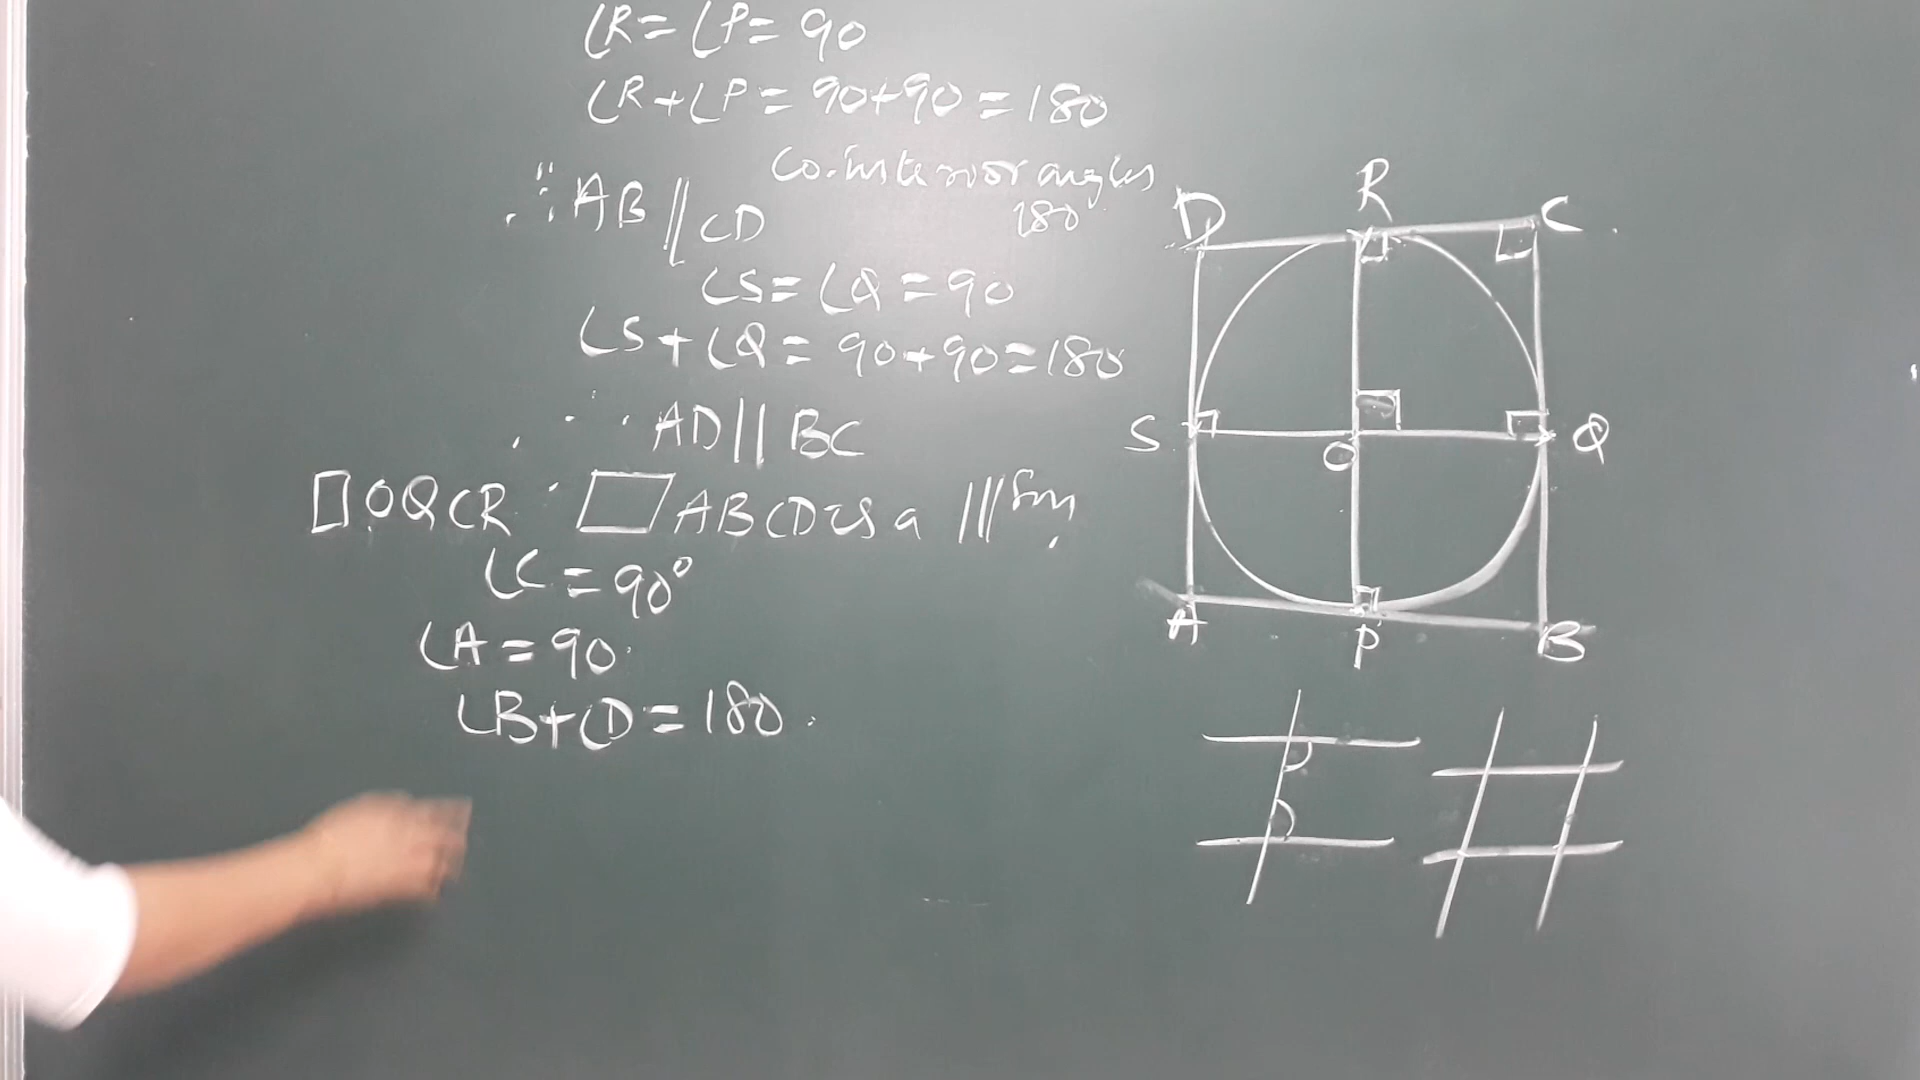 ∠R = ∠P = 90
∠R + ∠P = 90 + 90 = 180
Co-interior angles
180
∴ AB || CD
∠S = ∠Q = 90
∠S + ∠Q = 90 + 90 = 180
∴ AD || BC
□ OQCR ∴ ▱ ABCD is a |||gm
∠C = 90°
∠A = 90
∠B + ∠D = 180
D R C
S O Q
A P B